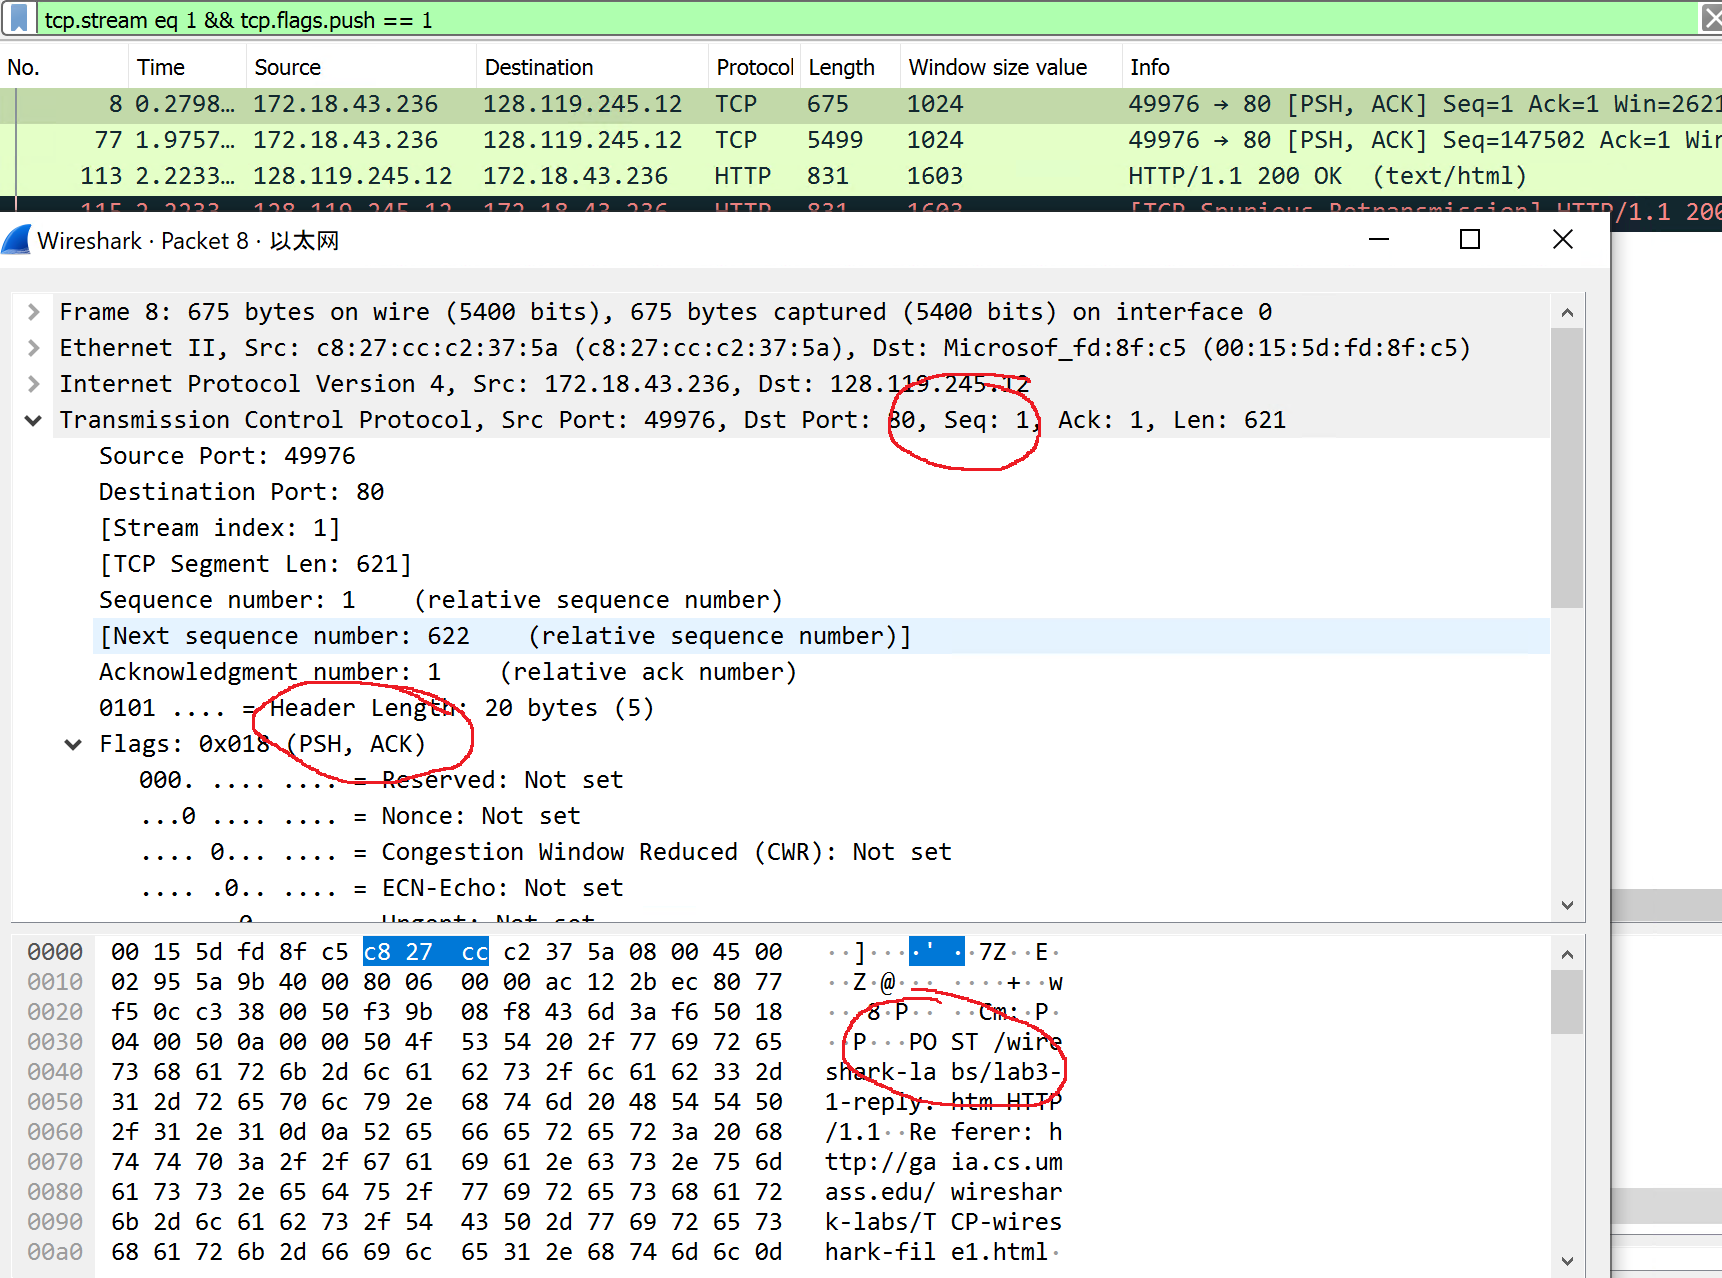 tcp.stream eq 1 && tcp.flags.push == 1
No. Time Source Destination Protocol Length Window size value Info
8 0.2798… 172.18.43.236 128.119.245.12 TCP 675 1024 49976 → 80 [PSH, ACK] Seq=1 Ack=1 Win=2621
77 1.9757… 172.18.43.236 128.119.245.12 TCP 5499 1024 49976 → 80 [PSH, ACK] Seq=147502 Ack=1 Win
113 2.2233… 128.119.245.12 172.18.43.236 HTTP 831 1603 HTTP/1.1 200 OK (text/html)
115 2.2233… 128.119.245.12 172.18.43.236 HTTP 831 1603 [TCP Spurious Retransmission] HTTP/1.1 200
Wireshark · Packet 8 · 以太网
Frame 8: 675 bytes on wire (5400 bits), 675 bytes captured (5400 bits) on interface 0
Ethernet II, Src: c8:27:cc:c2:37:5a (c8:27:cc:c2:37:5a), Dst: Microsof_fd:8f:c5 (00:15:5d:fd:8f:c5)
Internet Protocol Version 4, Src: 172.18.43.236, Dst: 128.119.245.12
Transmission Control Protocol, Src Port: 49976, Dst Port: 80, Seq: 1, Ack: 1, Len: 621
Source Port: 49976
Destination Port: 80
[Stream index: 1]
[TCP Segment Len: 621]
Sequence number: 1 (relative sequence number)
[Next sequence number: 622 (relative sequence number)]
Acknowledgment number: 1 (relative ack number)
0101 .... = Header Length: 20 bytes (5)
Flags: 0x018 (PSH, ACK)
000. .... .... = Reserved: Not set
...0 .... .... = Nonce: Not set
.... 0... .... = Congestion Window Reduced (CWR): Not set
.... .0.. .... = ECN-Echo: Not set
.... ..0. .... = Urgent: Not set
0000 00 15 5d fd 8f c5 c8 27 cc c2 37 5a 08 00 45 00 ··]····' ··7Z··E·
0010 02 95 5a 9b 40 00 80 06 00 00 ac 12 2b ec 80 77 ··Z·@··· ····+··w
0020 f5 0c c3 38 00 50 f3 9b 08 f8 43 6d 3a f6 50 18 ···8·P·· ··Cm:·P·
0030 04 00 50 0a 00 00 50 4f 53 54 20 2f 77 69 72 65 ··P···PO ST /wire
0040 73 68 61 72 6b 2d 6c 61 62 73 2f 6c 61 62 33 2d shark-la bs/lab3-
0050 31 2d 72 65 70 6c 79 2e 68 74 6d 20 48 54 54 50 1-reply. htm HTTP
0060 2f 31 2e 31 0d 0a 52 65 66 65 72 65 72 3a 20 68 /1.1··Re ferer: h
0070 74 74 70 3a 2f 2f 67 61 69 61 2e 63 73 2e 75 6d ttp://ga ia.cs.um
0080 61 73 73 2e 65 64 75 2f 77 69 72 65 73 68 61 72 ass.edu/ wireshar
0090 6b 2d 6c 61 62 73 2f 54 43 50 2d 77 69 72 65 73 k-labs/T CP-wires
00a0 68 61 72 6b 2d 66 69 6c 65 31 2e 68 74 6d 6c 0d hark-fil e1.html·